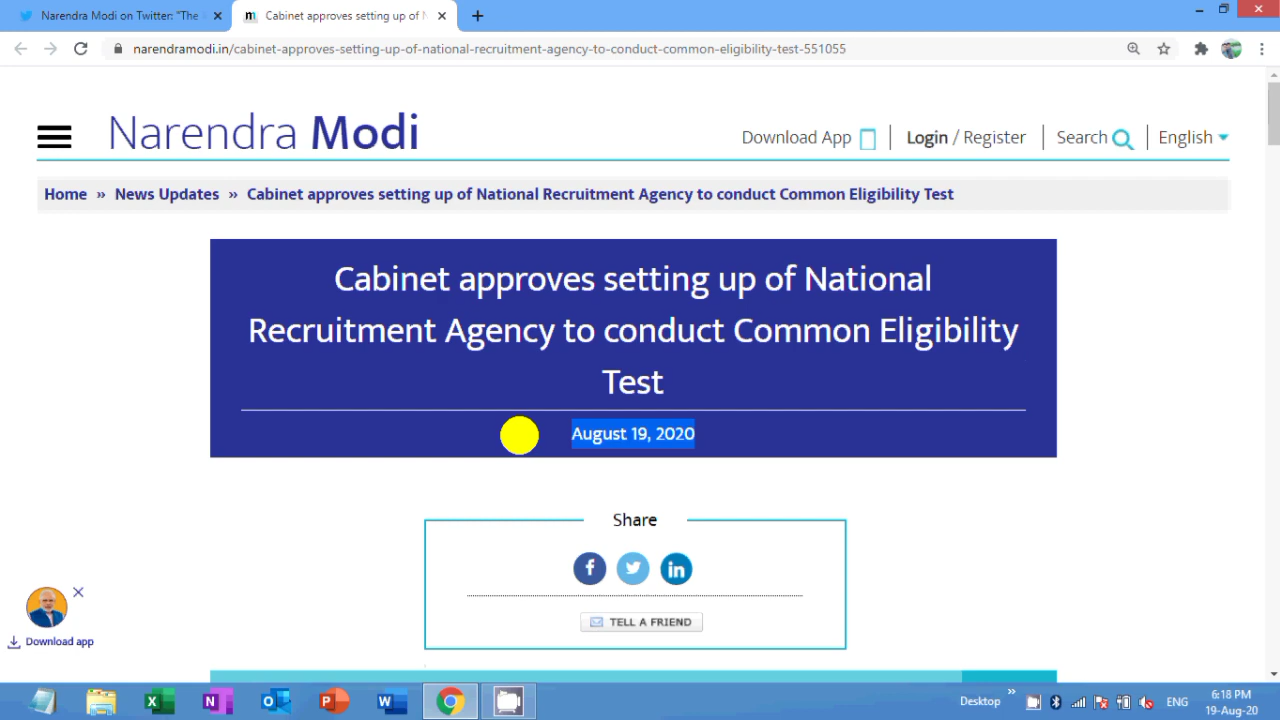 Narendra Modi on Twitter: "The
Cabinet approves setting up of N
narendramodi.in/cabinet-approves-setting-up-of-national-recruitment-agency-to-conduct-common-eligibility-test-551055
Narendra Modi
Download App
Login / Register
Search
English
Home » News Updates » Cabinet approves setting up of National Recruitment Agency to conduct Common Eligibility Test
Cabinet approves setting up of National
Recruitment Agency to conduct Common Eligibility
Test
August 19, 2020
Share
TELL A FRIEND
Download app
Desktop
ENG
6:18 PM
19-Aug-20